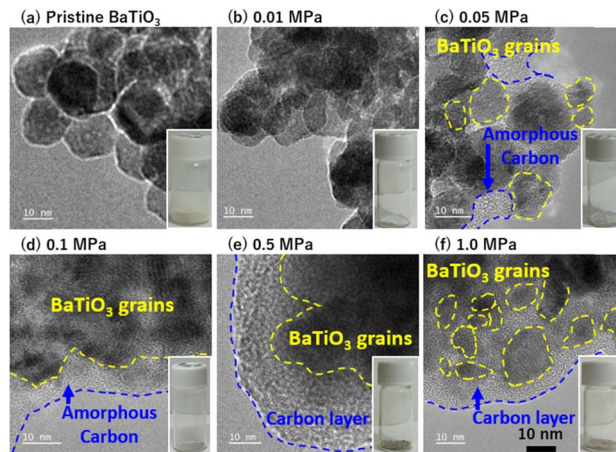 (a) Pristine BaTiO₃
10 nm
(b) 0.01 MPa
10 nm
(c) 0.05 MPa
BaTiO₃ grains
Amorphous
Carbon
10 nm
(d) 0.1 MPa
BaTiO₃ grains
Amorphous
Carbon
10 nm
(e) 0.5 MPa
BaTiO₃ grains
Carbon layer
10 nm
(f) 1.0 MPa
BaTiO₃ grains
Carbon layer
10 nm
10 nm